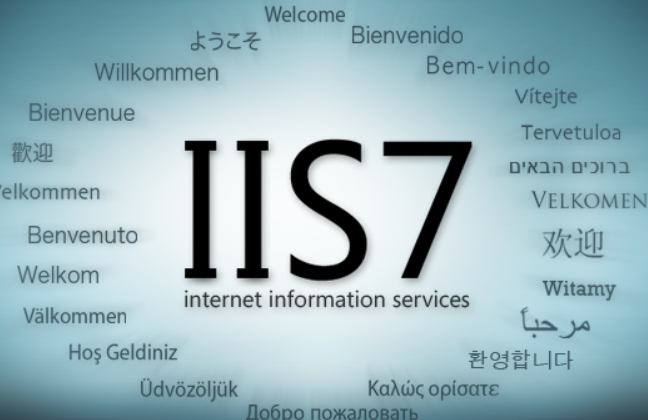 Welcome
ようこそ
Bienvenido
Willkommen
Bem-vindo
Bienvenue
Vítejte
Tervetuloa
歡迎
ברוכים הבאים
elkommen
VELKOMEN
IIS7
internet information services
Benvenuto
欢迎
Welkom
Witamy
Välkommen
مرحباً
Hoş Geldiniz
환영합니다
Üdvözöljük
Καλώς ορίσατε
Добро пожаловать